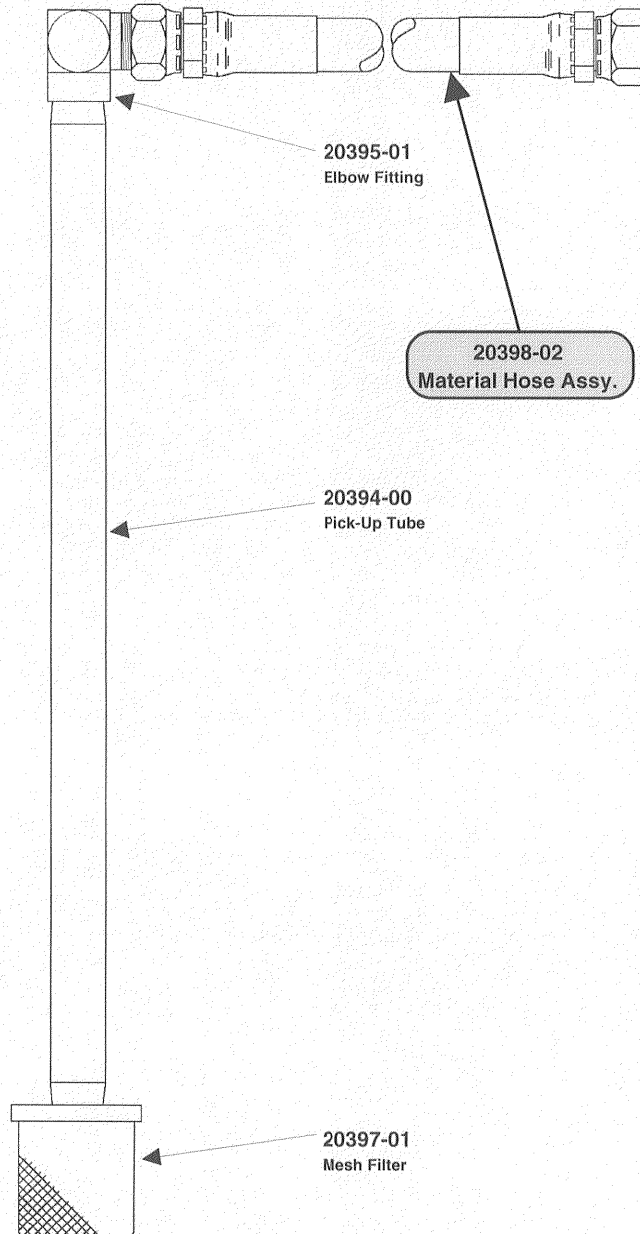 20395-01
Elbow Fitting
20398-02
Material Hose Assy.
20394-00
Pick-Up Tube
20397-01
Mesh Filter